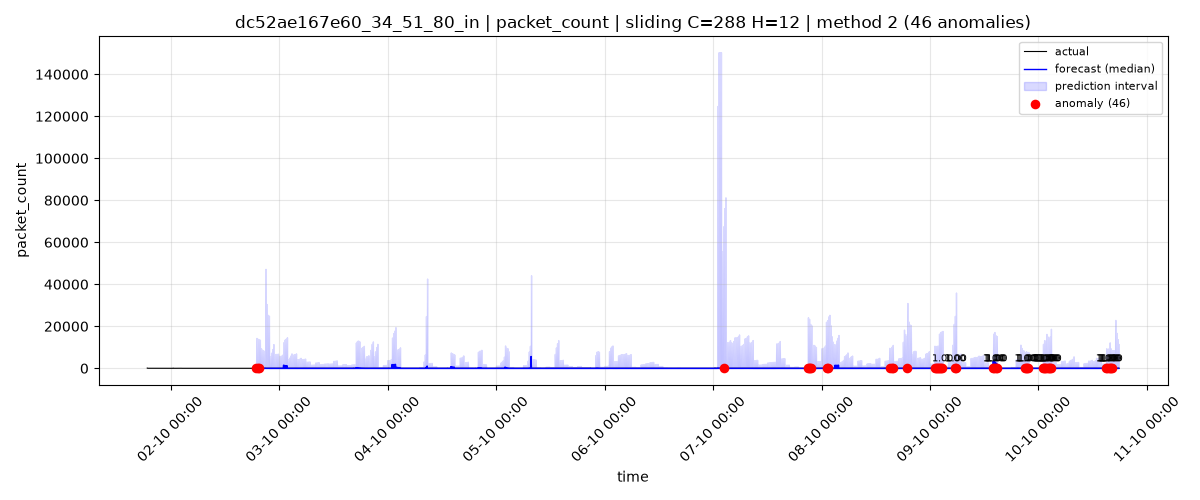 dc52ae167e60_34_51_80_in | packet_count | sliding C=288 H=12 | method 2 (46 anomalies)
actual
forecast (median)
prediction interval
anomaly (46)
packet_count
140000
120000
100000
80000
60000
40000
20000
0
02-10 00:00
03-10 00:00
04-10 00:00
05-10 00:00
06-10 00:00
07-10 00:00
08-10 00:00
09-10 00:00
10-10 00:00
11-10 00:00
time